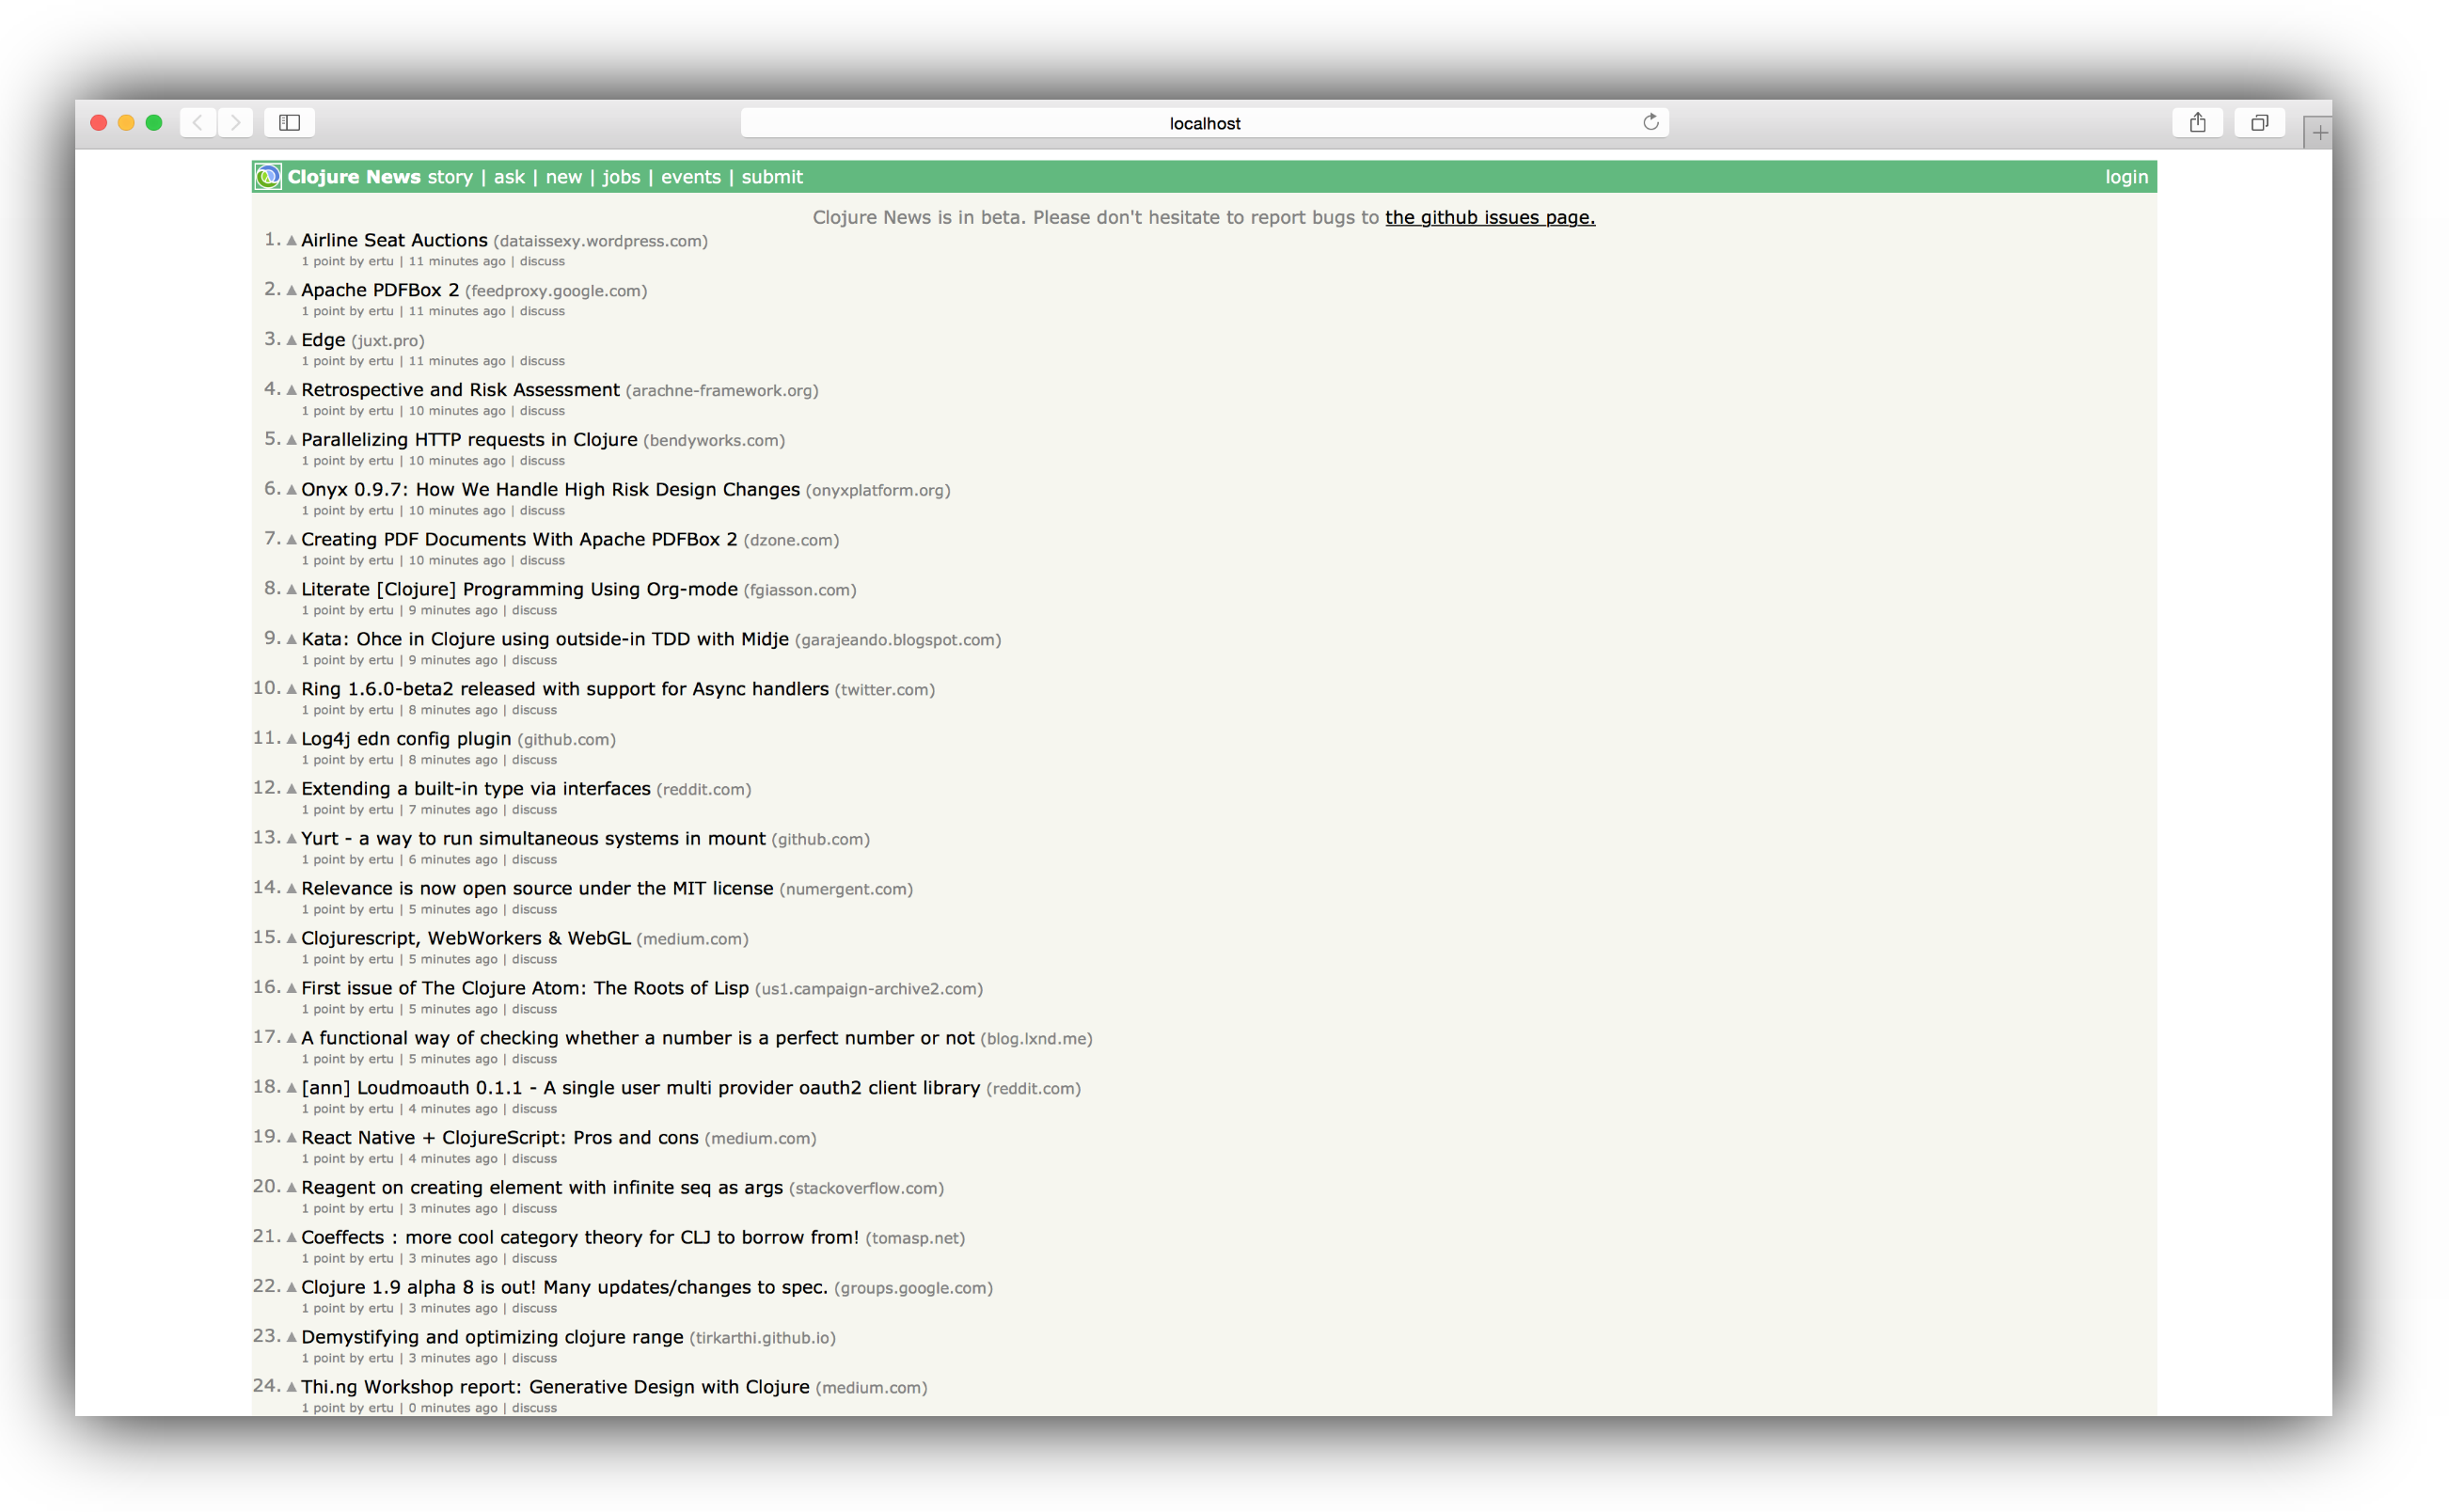 localhost
Clojure News story | ask | new | jobs | events | submit login
Clojure News is in beta. Please don't hesitate to report bugs to the github issues page.
1. ▲ Airline Seat Auctions (dataissexy.wordpress.com)
1 point by ertu | 11 minutes ago | discuss
2. ▲ Apache PDFBox 2 (feedproxy.google.com)
1 point by ertu | 11 minutes ago | discuss
3. ▲ Edge (juxt.pro)
1 point by ertu | 11 minutes ago | discuss
4. ▲ Retrospective and Risk Assessment (arachne-framework.org)
1 point by ertu | 10 minutes ago | discuss
5. ▲ Parallelizing HTTP requests in Clojure (bendyworks.com)
1 point by ertu | 10 minutes ago | discuss
6. ▲ Onyx 0.9.7: How We Handle High Risk Design Changes (onyxplatform.org)
1 point by ertu | 10 minutes ago | discuss
7. ▲ Creating PDF Documents With Apache PDFBox 2 (dzone.com)
1 point by ertu | 10 minutes ago | discuss
8. ▲ Literate [Clojure] Programming Using Org-mode (fgiasson.com)
1 point by ertu | 9 minutes ago | discuss
9. ▲ Kata: Ohce in Clojure using outside-in TDD with Midje (garajeando.blogspot.com)
1 point by ertu | 9 minutes ago | discuss
10. ▲ Ring 1.6.0-beta2 released with support for Async handlers (twitter.com)
1 point by ertu | 8 minutes ago | discuss
11. ▲ Log4j edn config plugin (github.com)
1 point by ertu | 8 minutes ago | discuss
12. ▲ Extending a built-in type via interfaces (reddit.com)
1 point by ertu | 7 minutes ago | discuss
13. ▲ Yurt - a way to run simultaneous systems in mount (github.com)
1 point by ertu | 6 minutes ago | discuss
14. ▲ Relevance is now open source under the MIT license (numergent.com)
1 point by ertu | 5 minutes ago | discuss
15. ▲ Clojurescript, WebWorkers & WebGL (medium.com)
1 point by ertu | 5 minutes ago | discuss
16. ▲ First issue of The Clojure Atom: The Roots of Lisp (us1.campaign-archive2.com)
1 point by ertu | 5 minutes ago | discuss
17. ▲ A functional way of checking whether a number is a perfect number or not (blog.lxnd.me)
1 point by ertu | 5 minutes ago | discuss
18. ▲ [ann] Loudmoauth 0.1.1 - A single user multi provider oauth2 client library (reddit.com)
1 point by ertu | 4 minutes ago | discuss
19. ▲ React Native + ClojureScript: Pros and cons (medium.com)
1 point by ertu | 4 minutes ago | discuss
20. ▲ Reagent on creating element with infinite seq as args (stackoverflow.com)
1 point by ertu | 3 minutes ago | discuss
21. ▲ Coeffects : more cool category theory for CLJ to borrow from! (tomasp.net)
1 point by ertu | 3 minutes ago | discuss
22. ▲ Clojure 1.9 alpha 8 is out! Many updates/changes to spec. (groups.google.com)
1 point by ertu | 3 minutes ago | discuss
23. ▲ Demystifying and optimizing clojure range (tirkarthi.github.io)
1 point by ertu | 3 minutes ago | discuss
24. ▲ Thi.ng Workshop report: Generative Design with Clojure (medium.com)
1 point by ertu | 0 minutes ago | discuss